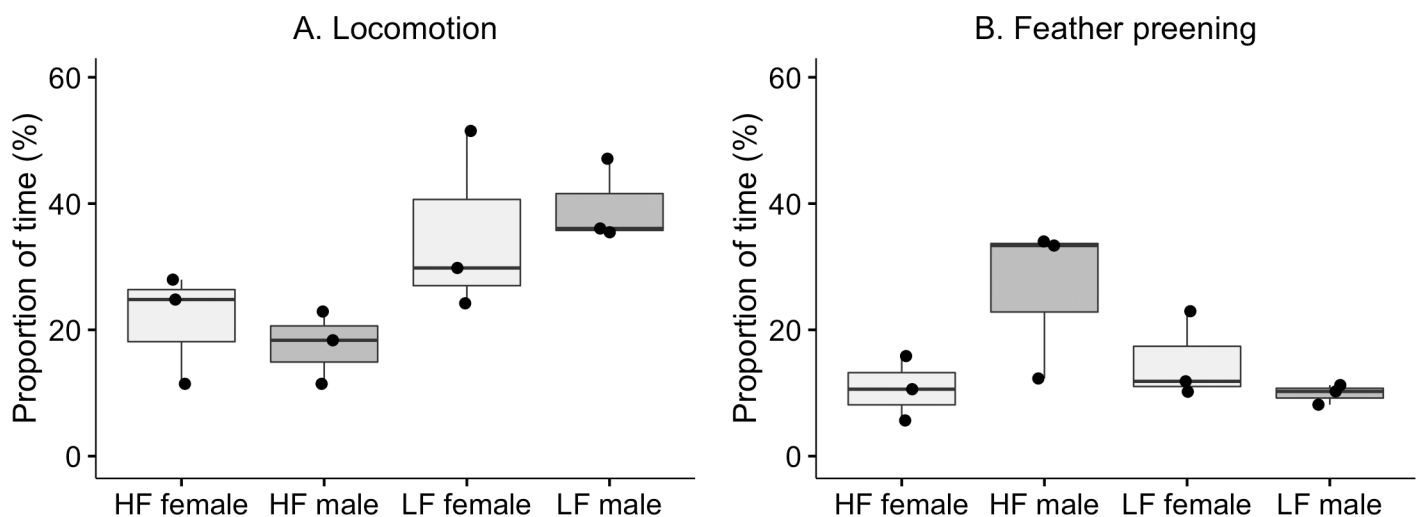 A. Locomotion
Proportion of time (%)
60
40
20
0
HF female HF male LF female LF male
B. Feather preening
Proportion of time (%)
60
40
20
0
HF female HF male LF female LF male